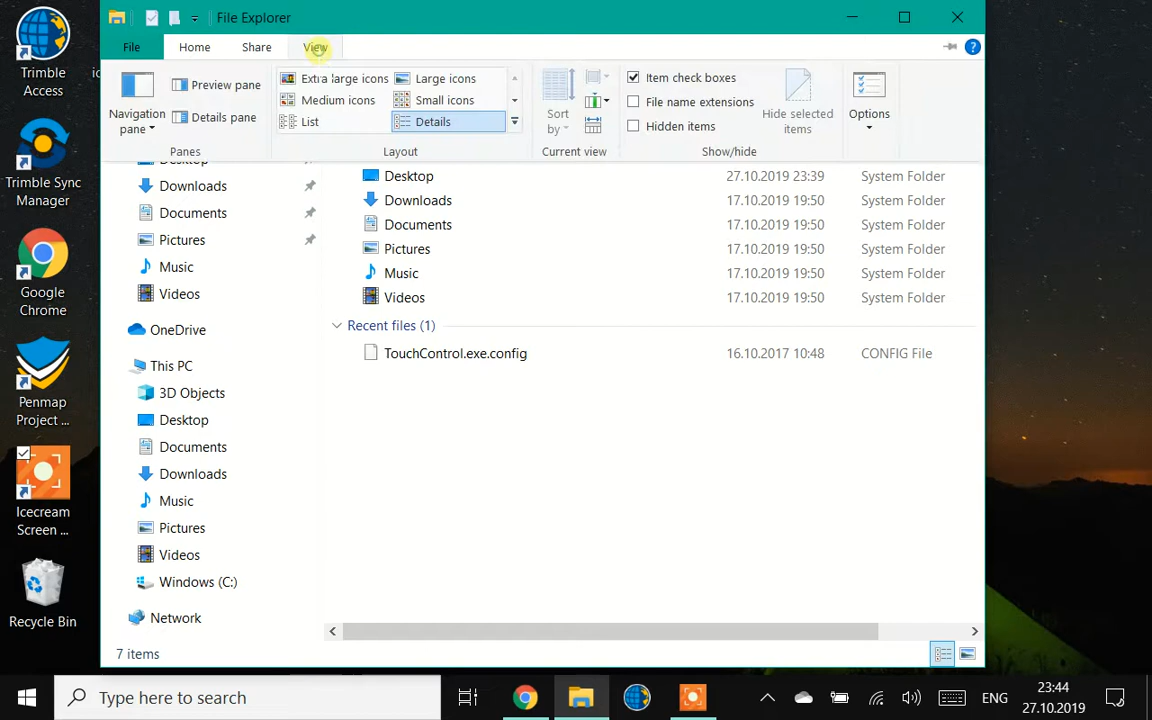 Trimble
Access
Trimble Sync
Manager
Google
Chrome
Penmap
Project ...
Icecream
Screen ...
Recycle Bin
File Explorer
File
Home
Share
View
Navigation
pane
Preview pane
Details pane
Panes
Extra large icons
Large icons
Medium icons
Small icons
List
Details
Layout
Sort
by
Current view
Item check boxes
File name extensions
Hidden items
Hide selected
items
Show/hide
Options
Downloads
Documents
Pictures
Music
Videos
OneDrive
This PC
3D Objects
Desktop
Documents
Downloads
Music
Pictures
Videos
Windows (C:)
Network
Desktop 27.10.2019 23:39 System Folder
Downloads 17.10.2019 19:50 System Folder
Documents 17.10.2019 19:50 System Folder
Pictures 17.10.2019 19:50 System Folder
Music 17.10.2019 19:50 System Folder
Videos 17.10.2019 19:50 System Folder
Recent files (1)
TouchControl.exe.config 16.10.2017 10:48 CONFIG File
7 items
Type here to search
ENG
23:44
27.10.2019